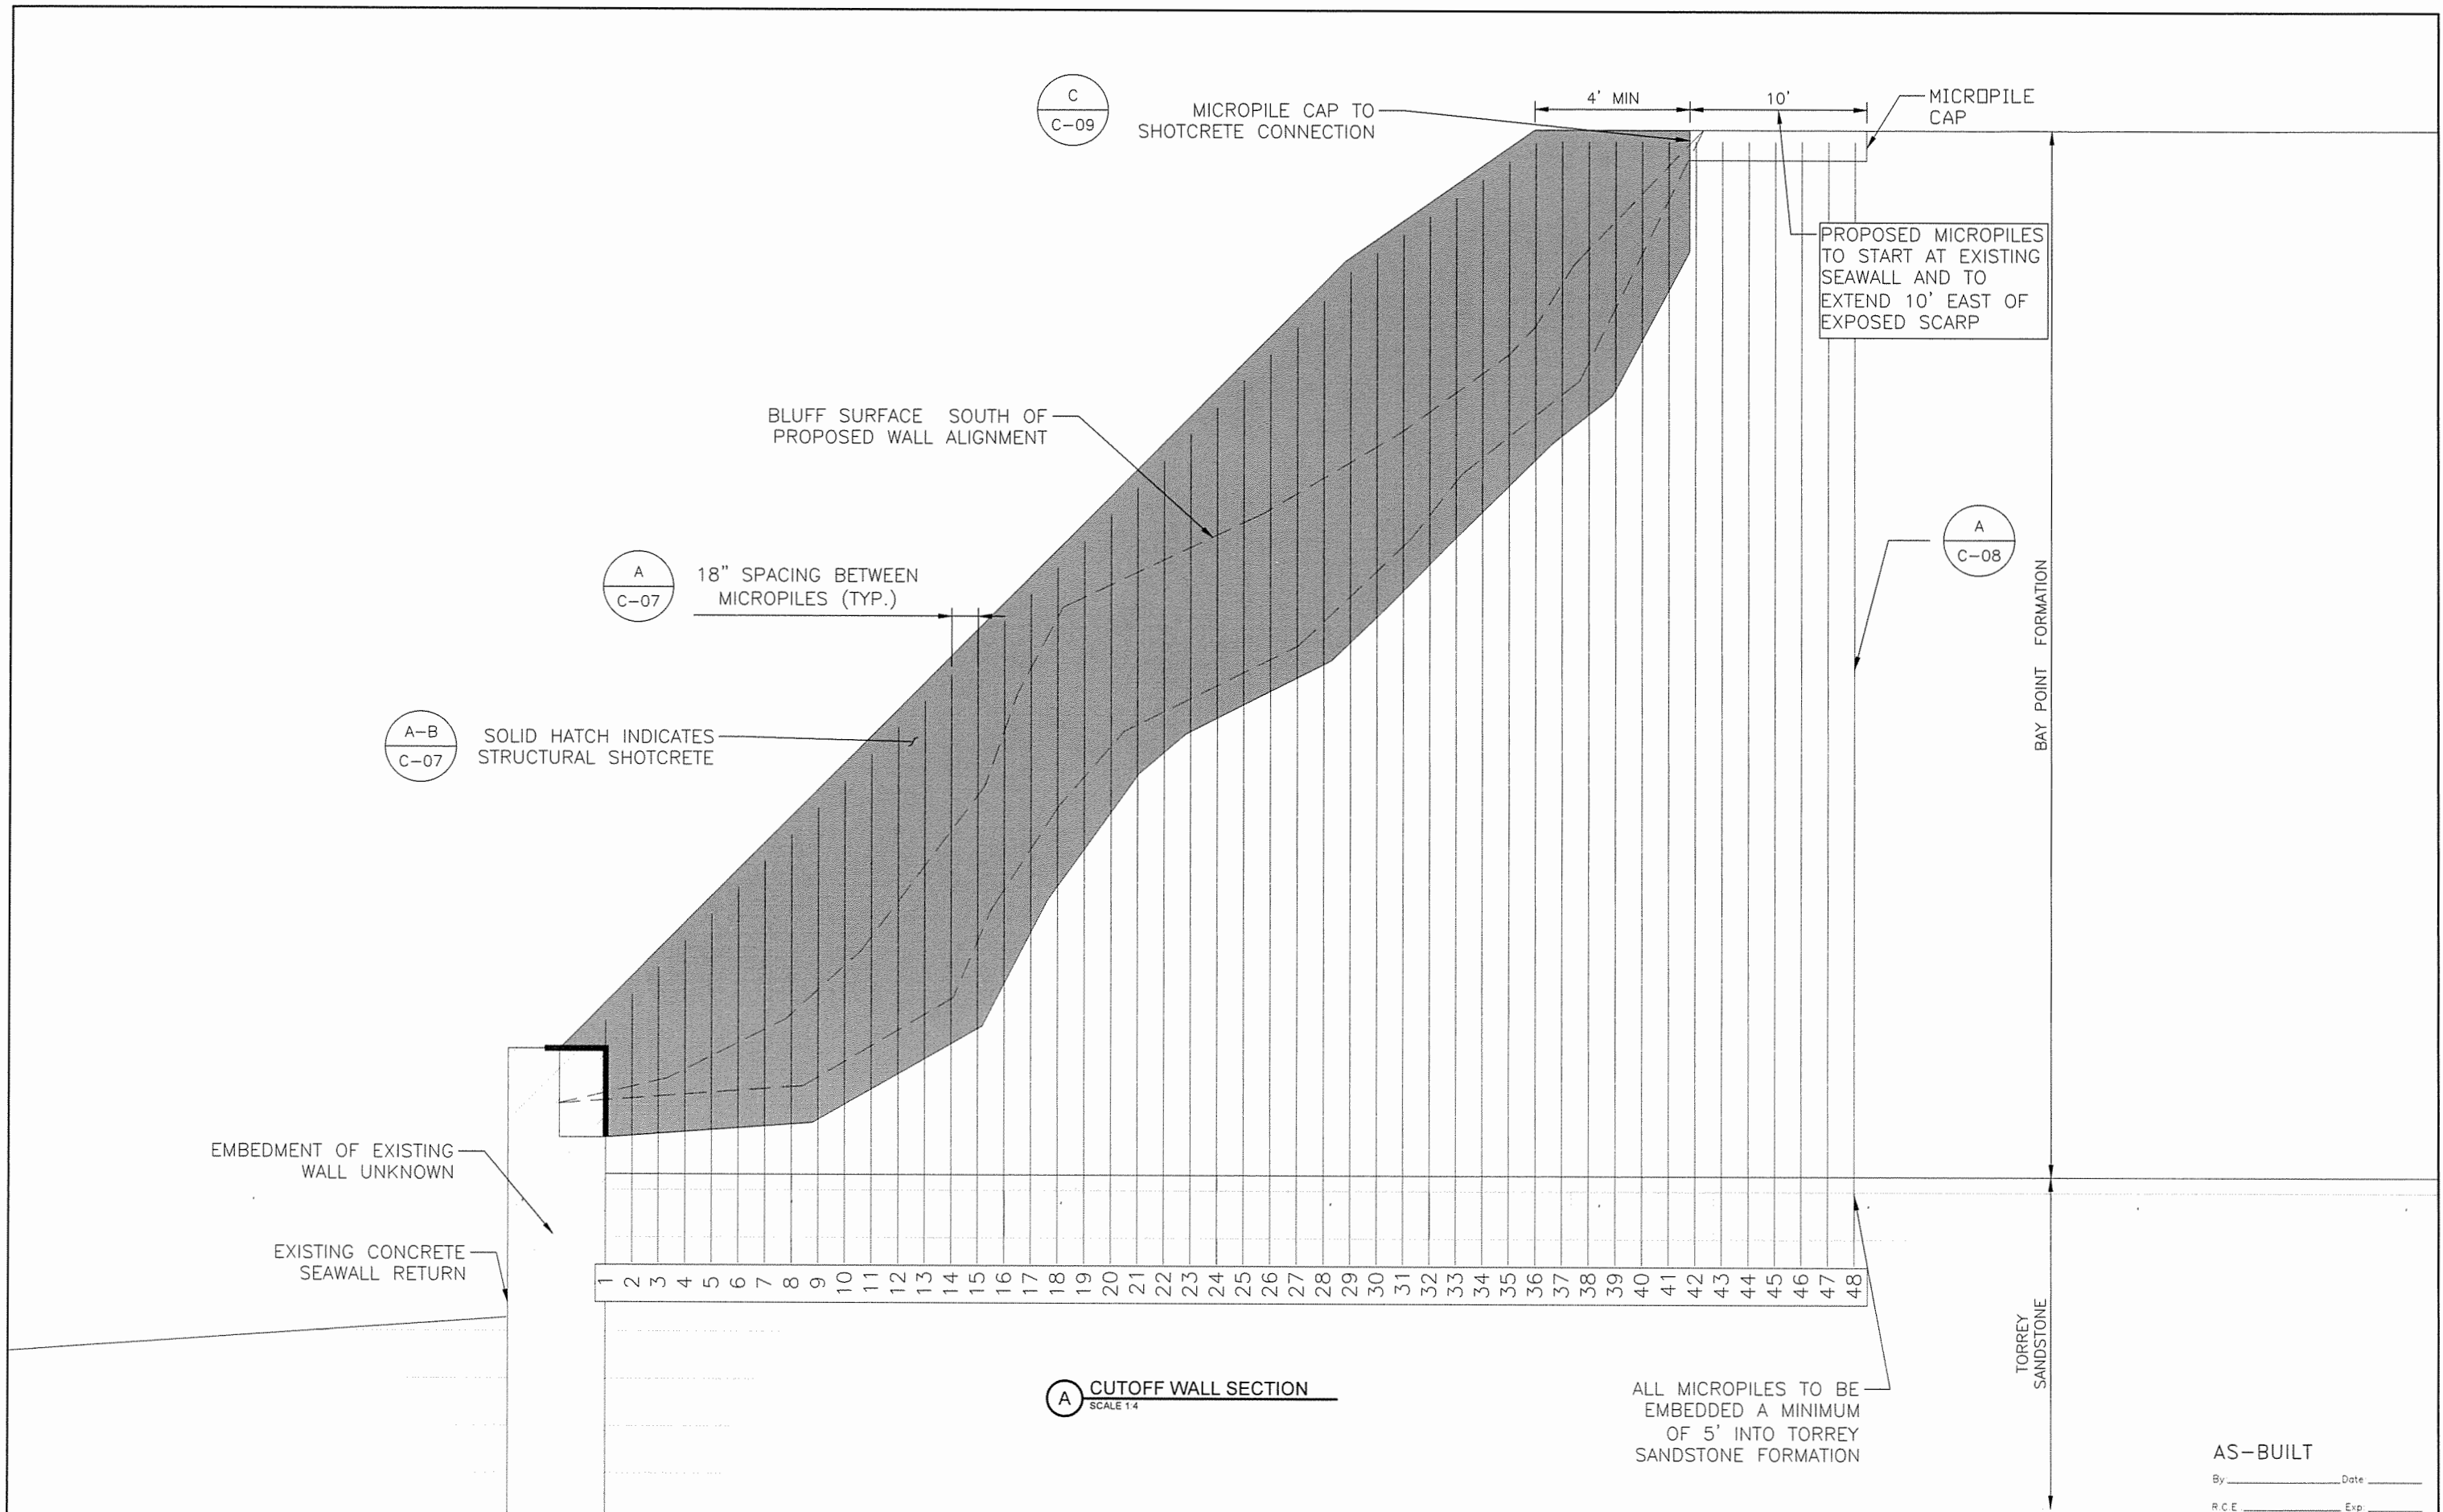 C
C-09
MICROPILE CAP TO
SHOTCRETE CONNECTION
4' MIN
10'
MICROPILE
CAP
PROPOSED MICROPILES
TO START AT EXISTING
SEAWALL AND TO
EXTEND 10' EAST OF
EXPOSED SCARP
BLUFF SURFACE SOUTH OF
PROPOSED WALL ALIGNMENT
A
C-07
18" SPACING BETWEEN
MICROPILES (TYP.)
A
C-08
BAY POINT FORMATION
A-B
C-07
SOLID HATCH INDICATES
STRUCTURAL SHOTCRETE
EMBEDMENT OF EXISTING
WALL UNKNOWN
EXISTING CONCRETE
SEAWALL RETURN
1 2 3 4 5 6 7 8 9 10 11 12 13 14 15 16 17 18 19 20 21 22 23 24 25 26 27 28 29 30 31 32 33 34 35 36 37 38 39 40 41 42 43 44 45 46 47 48
TORREY
SANDSTONE
A
CUTOFF WALL SECTION
SCALE 1:4
ALL MICROPILES TO BE
EMBEDDED A MINIMUM
OF 5' INTO TORREY
SANDSTONE FORMATION
AS-BUILT
By: Date
R.C.E. Exp: